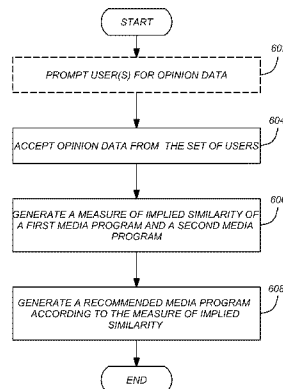 START
PROMPT USER(S) FOR OPINION DATA
604
ACCEPT OPINION DATA FROM THE SET OF USERS
GENERATE A MEASURE OF IMPLIED SIMILARITY OF
A FIRST MEDIA PROGRAM AND A SECOND MEDIA
PROGRAM
608
GENERATE A RECOMMENDED MEDIA PROGRAM
ACCORDING TO THE MEASURE OF IMPLIED
SIMILARITY
END